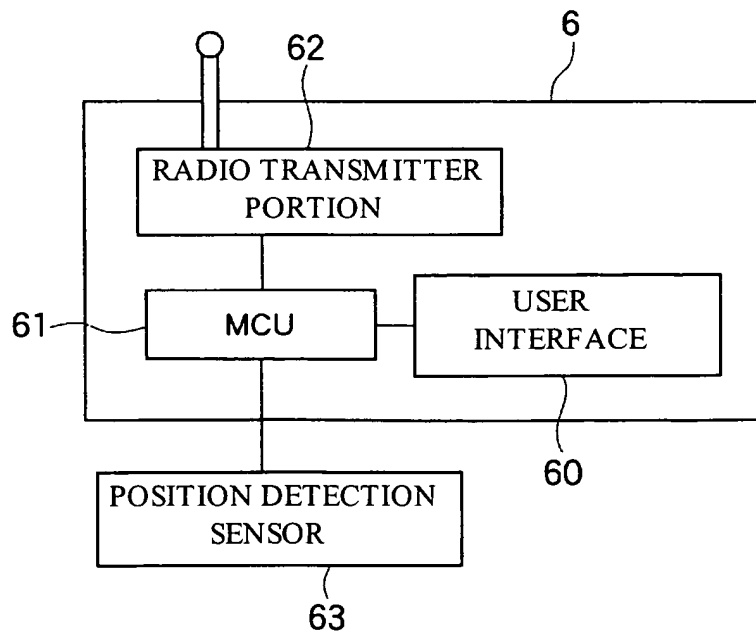 62
6
RADIO TRANSMITTER
PORTION
61
MCU
USER
INTERFACE
60
POSITION DETECTION
SENSOR
63